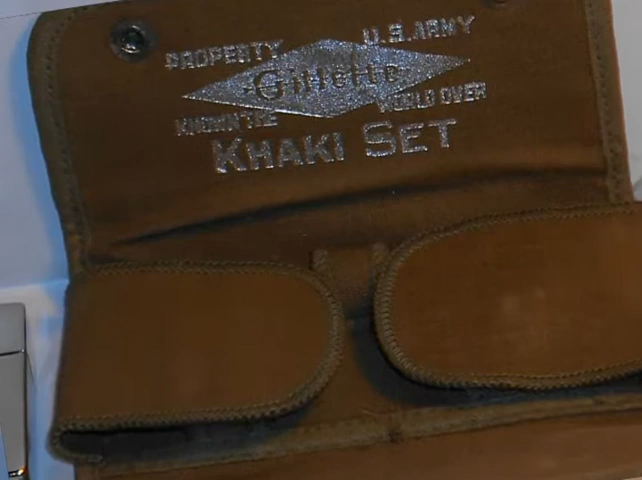 PROPERTY U.S. ARMY
Gillette
KNOWN THE WORLD OVER
KHAKI SET